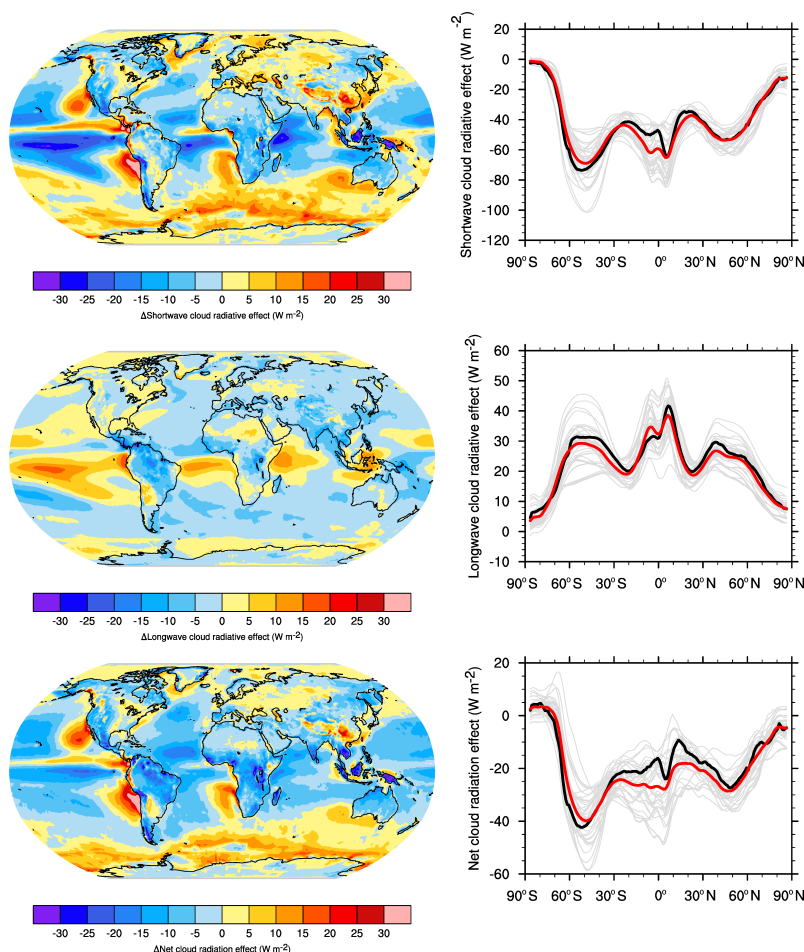 Shortwave cloud radiative effect (W m-2)
20
0
-20
-40
-60
-80
-100
-120
90°S 60°S 30°S 0° 30°N 60°N 90°N
-30 -25 -20 -15 -10 -5 0 5 10 15 20 25 30
ΔShortwave cloud radiative effect (W m-2)
Longwave cloud radiative effect (W m-2)
60
50
40
30
20
10
0
-10
90°S 60°S 30°S 0° 30°N 60°N 90°N
-30 -25 -20 -15 -10 -5 0 5 10 15 20 25 30
ΔLongwave cloud radiative effect (W m-2)
Net cloud radiation effect (W m-2)
20
0
-20
-40
-60
90°S 60°S 30°S 0° 30°N 60°N 90°N
-30 -25 -20 -15 -10 -5 0 5 10 15 20 25 30
ΔNet cloud radiation effect (W m-2)